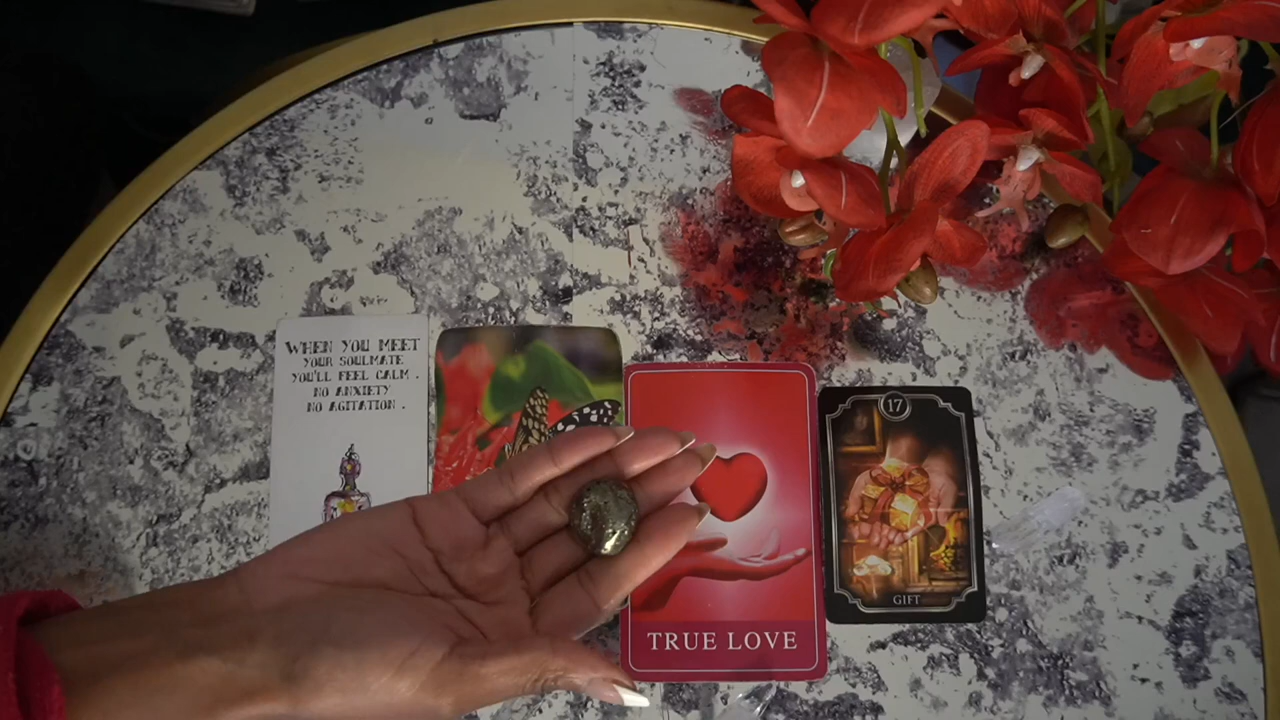 WHEN YOU MEET
YOUR SOULMATE
YOU'LL FEEL CALM .
NO ANXIETY
NO AGITATION .
TRUE LOVE
17
GIFT